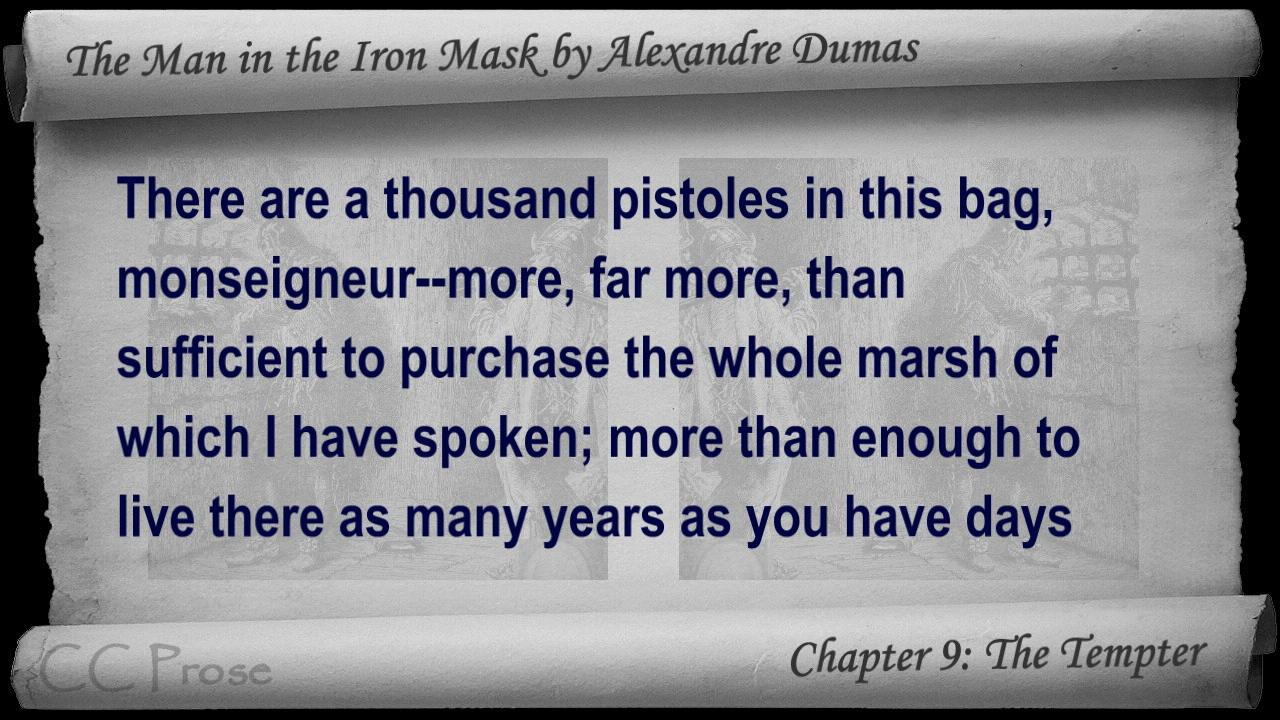 The Man in the Iron Mask by Alexandre Dumas
There are a thousand pistoles in this bag,
monseigneur--more, far more, than
sufficient to purchase the whole marsh of
which I have spoken; more than enough to
live there as many years as you have days
CC Prose
Chapter 9: The Tempter